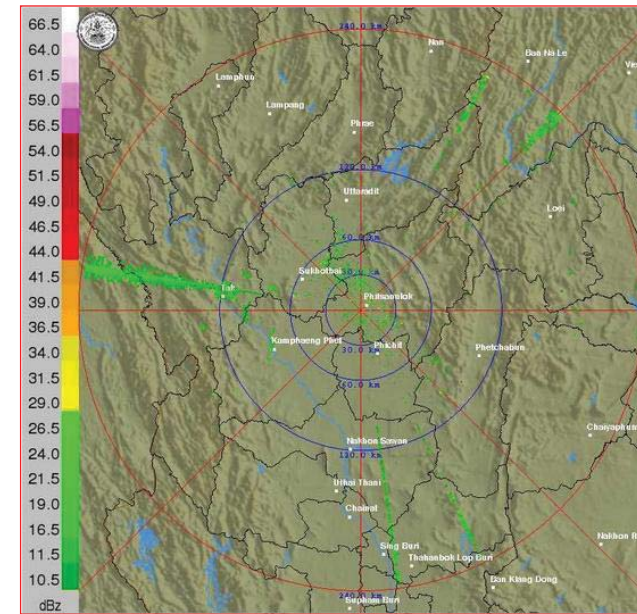 66.5
64.0
61.5
59.0
56.5
54.0
51.5
49.0
46.5
44.0
41.5
39.0
36.5
34.0
31.5
29.0
26.5
24.0
21.5
19.0
16.5
11.5
10.5
dBz
240.0 km
Nan
Ban Na Le
Lamphun
Lampang
Phrae
120.0 km
Uttaradit
Loei
60.0 km
Sukhothai
Tak
Phitsanulok
Kamphaeng Phet
30.0 km
Phichit
Phetchabun
60.0 km
Chaiyaphum
Nakhon Sawan
120.0 km
Uthai Thani
Chainat
Sing Buri
Thahanbok Lop Buri
Ban Klang Dong
240.0 km
Suphan Buri